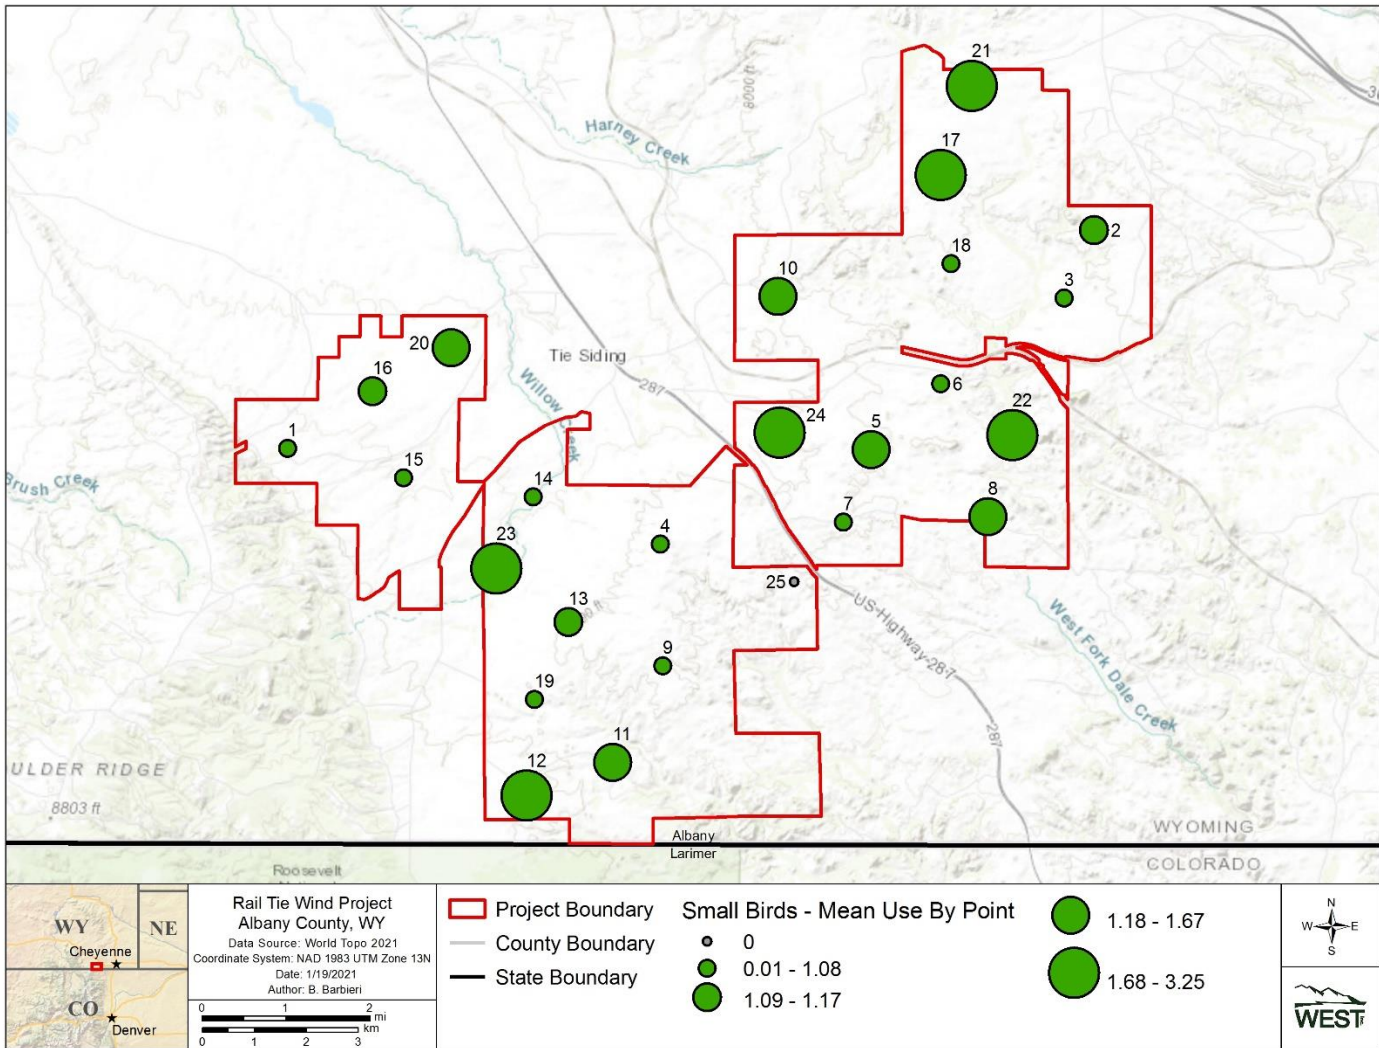 21
8000 ft
Harney Creek
17
2
18
10
3
20
Tie Siding
16
287
Willow Creek
6
22
24
5
1
15
Brush Creek
14
8
7
4
23
25
13
US Highway 287
West Fork Dale Creek
9
19
287
11
12
ULDER RIDGE
8803 ft
WYOMING
Albany
Larimer
COLORADO
Roosevelt
WY
NE
Cheyenne
CO
Denver
Rail Tie Wind Project
Albany County, WY
Data Source: World Topo 2021
Coordinate System: NAD 1983 UTM Zone 13N
Date: 1/19/2021
Author: B. Barbieri
0 1 2
mi
km
0 1 2 3
Project Boundary
County Boundary
State Boundary
Small Birds - Mean Use By Point
0
0.01 - 1.08
1.09 - 1.17
1.18 - 1.67
1.68 - 3.25
N
W E
S
WEST